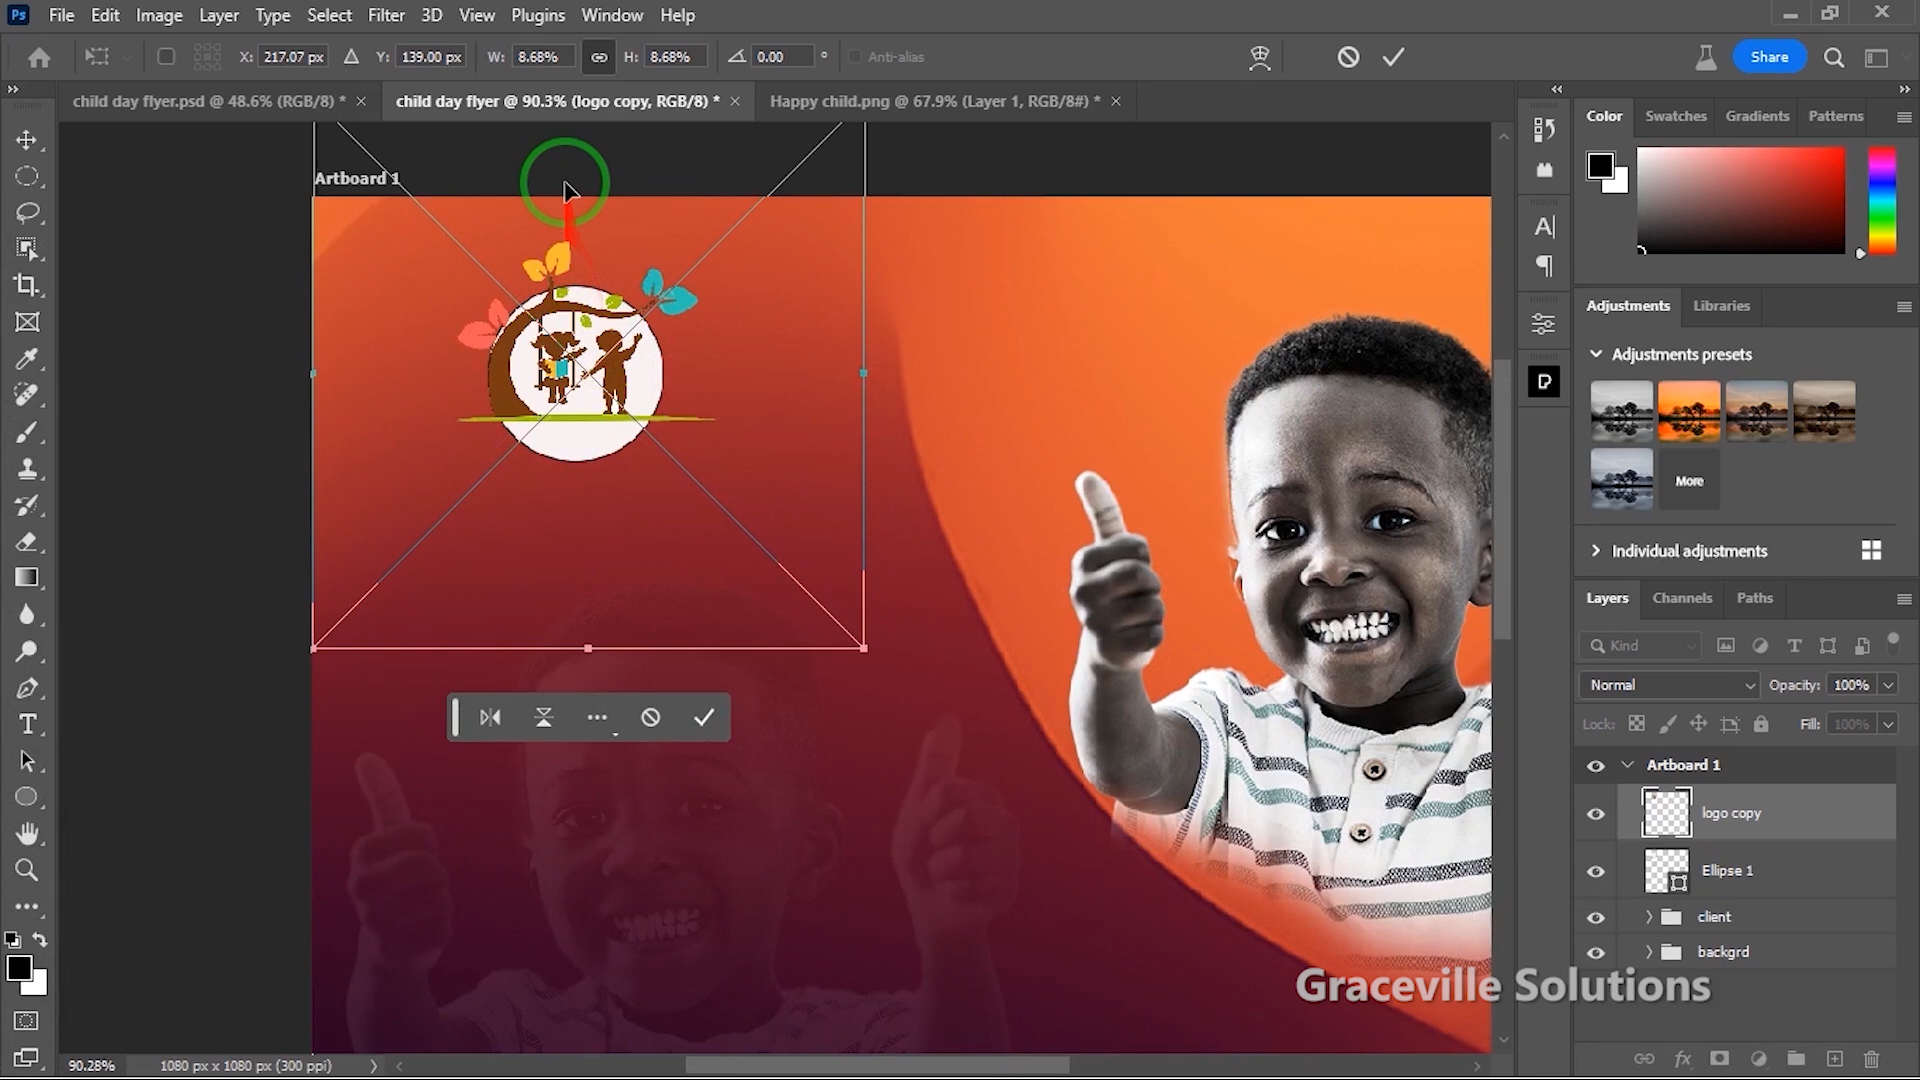 Ps File Edit Image Layer Type Select Filter 3D View Plugins Window Help
X: 217.07 px Y: 139.00 px W: 8.68% H: 8.68% 0.00 ° Anti-alias Share
child day flyer.psd @ 48.6% (RGB/8) * child day flyer @ 90.3% (logo copy, RGB/8) * Happy child.png @ 67.9% (Layer 1, RGB/8#) *
Color Swatches Gradients Patterns
Artboard 1
Adjustments Libraries
Adjustments presets
More
Individual adjustments
Layers Channels Paths
Kind
Normal Opacity: 100%
Lock: Fill: 100%
Artboard 1
logo copy
Ellipse 1
client
backgrd
Graceville Solutions
90.28% 1080 px x 1080 px (300 ppi)